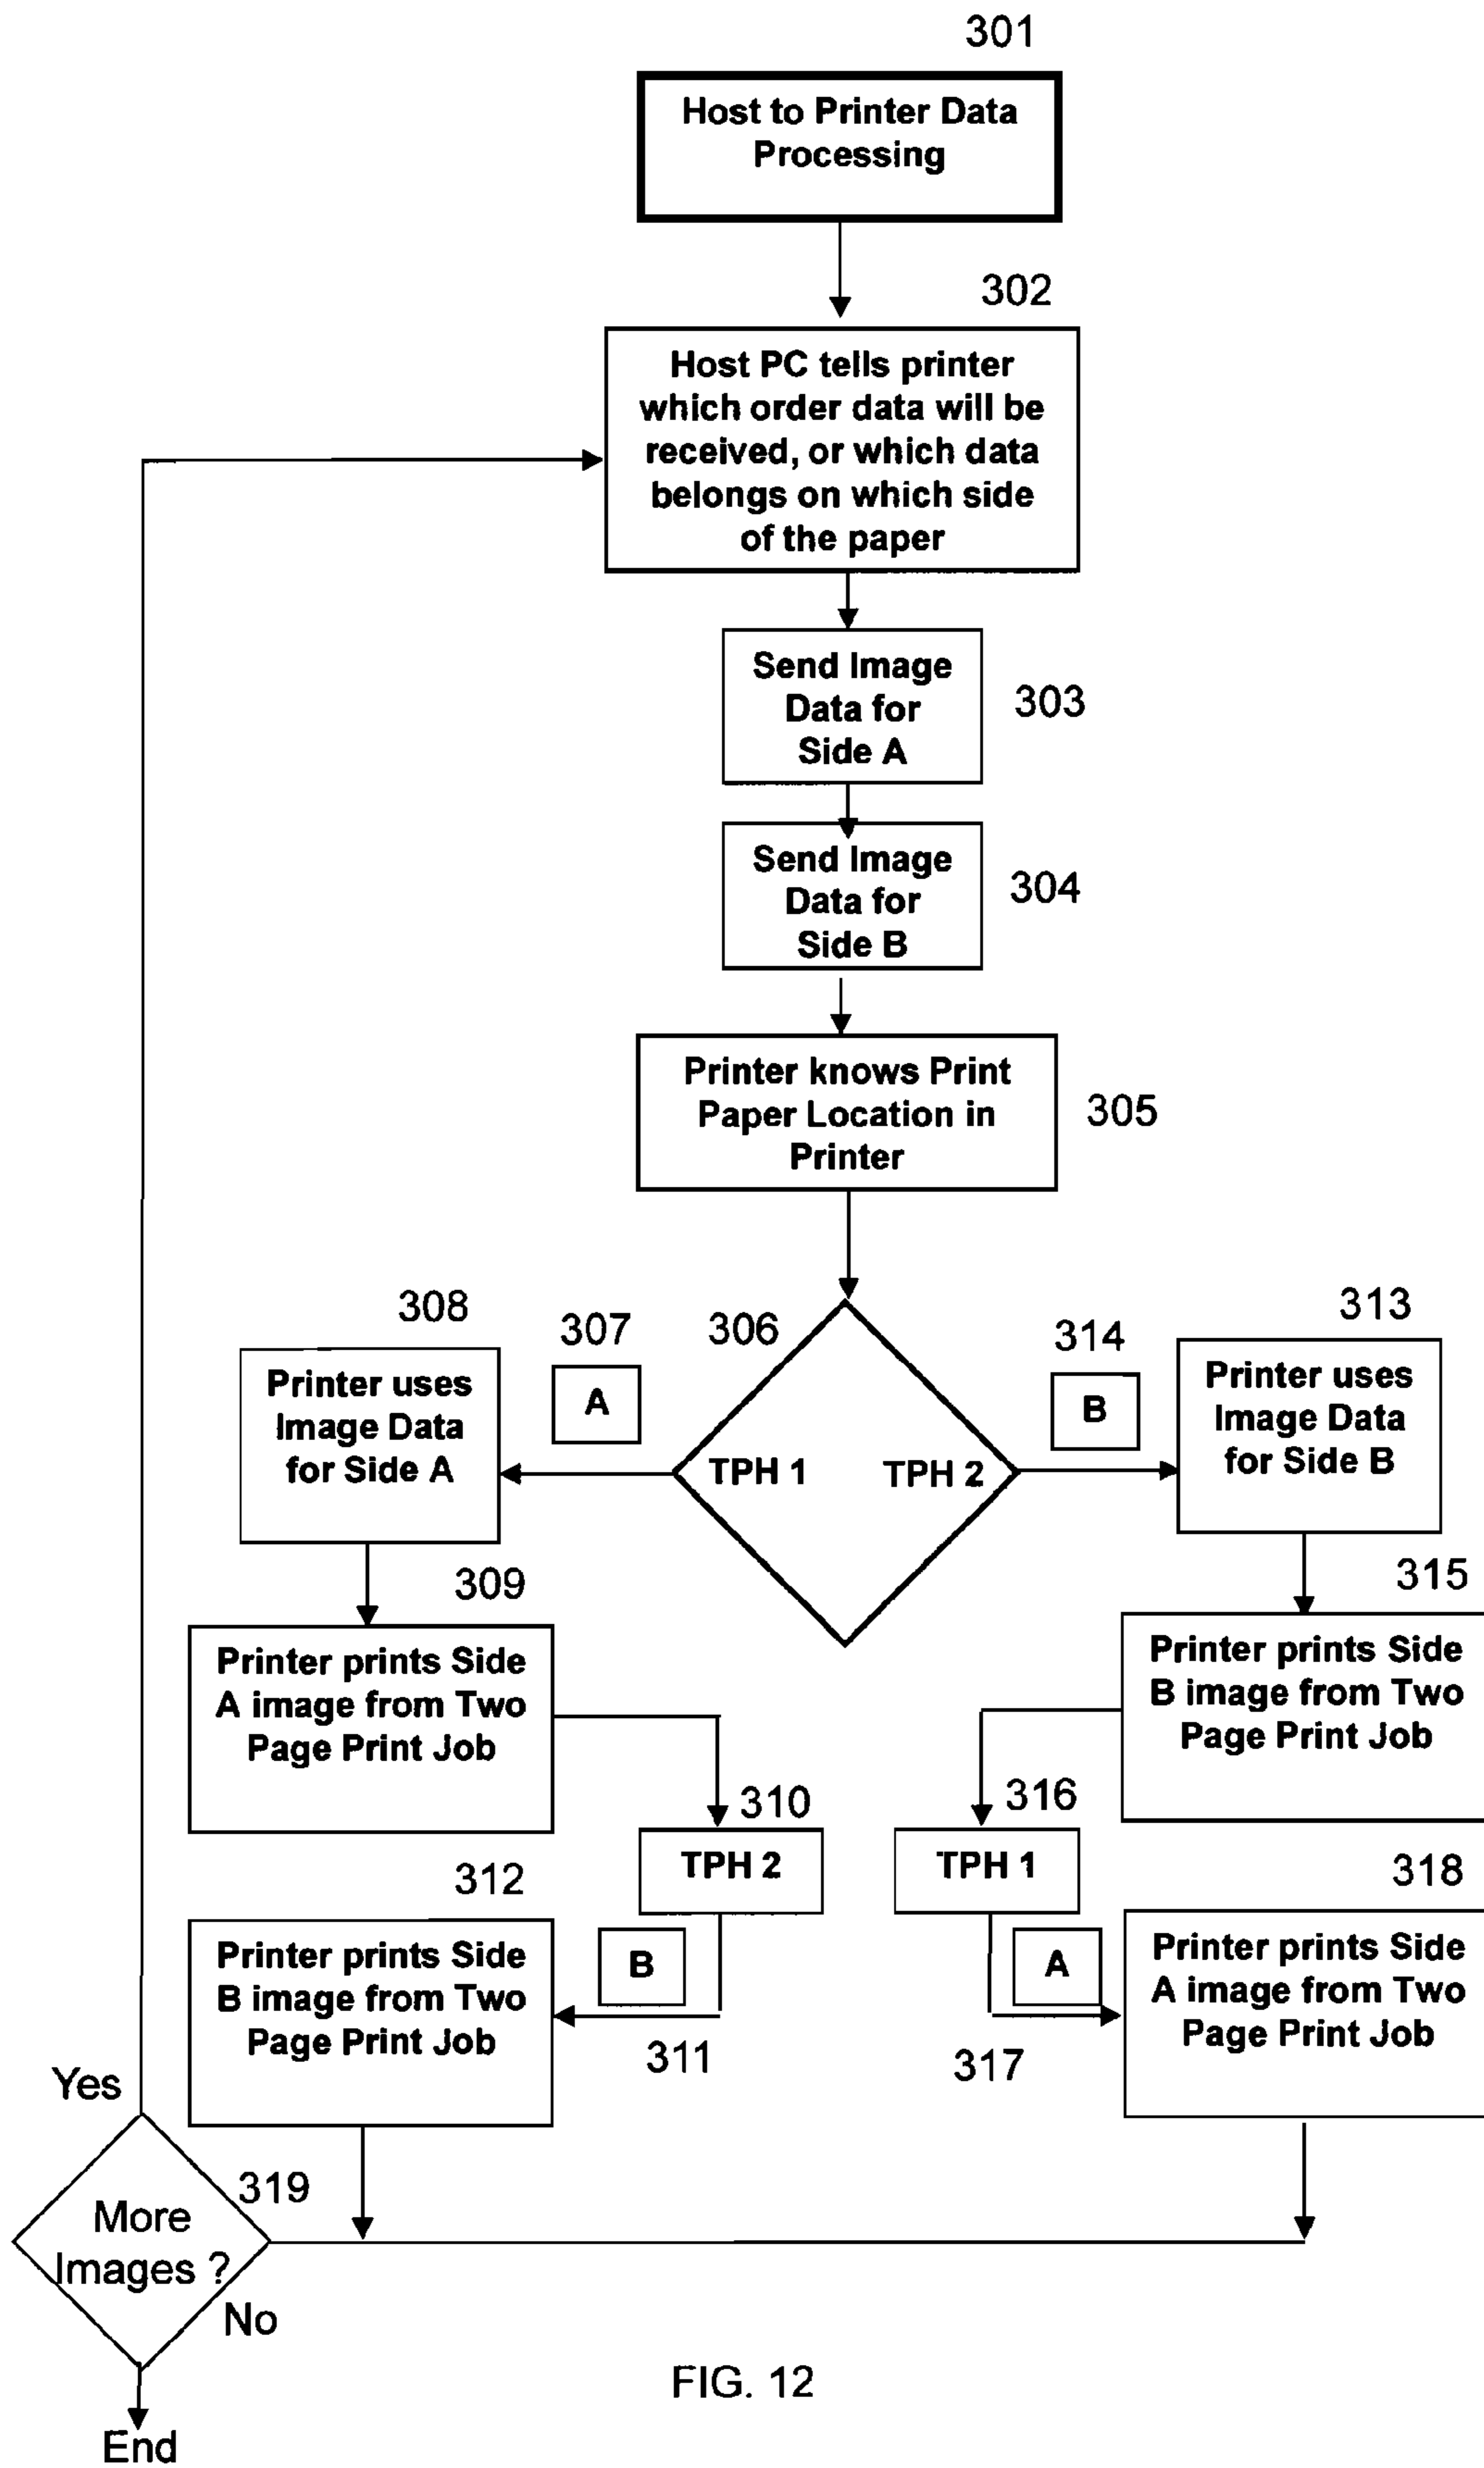 301
Host to Printer Data
Processing
302
Host PC tells printer
which order data will be
received, or which data
belongs on which side
of the paper
Send Image
Data for
Side A
303
Send Image
Data for
Side B
304
Printer knows Print
Paper Location in
Printer
305
308
307
306
314
313
Printer uses
Image Data
for Side A
A
TPH 1
TPH 2
B
Printer uses
Image Data
for Side B
309
315
Printer prints Side
A image from Two
Page Print Job
Printer prints Side
B image from Two
Page Print Job
310
316
TPH 2
TPH 1
312
318
Printer prints Side
B image from Two
Page Print Job
B
311
A
317
Printer prints Side
A image from Two
Page Print Job
Yes
319
More
Images ?
No
End
FIG. 12